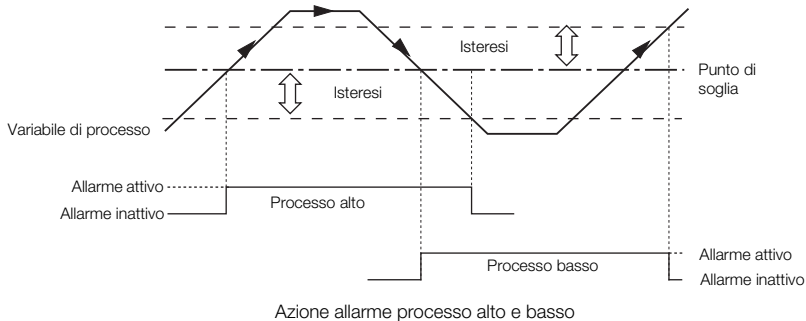 Isteresi
Punto di
soglia
Isteresi
Variabile di processo
Allarme attivo
Processo alto
Allarme inattivo
Allarme attivo
Processo basso
Allarme inattivo
Azione allarme processo alto e basso